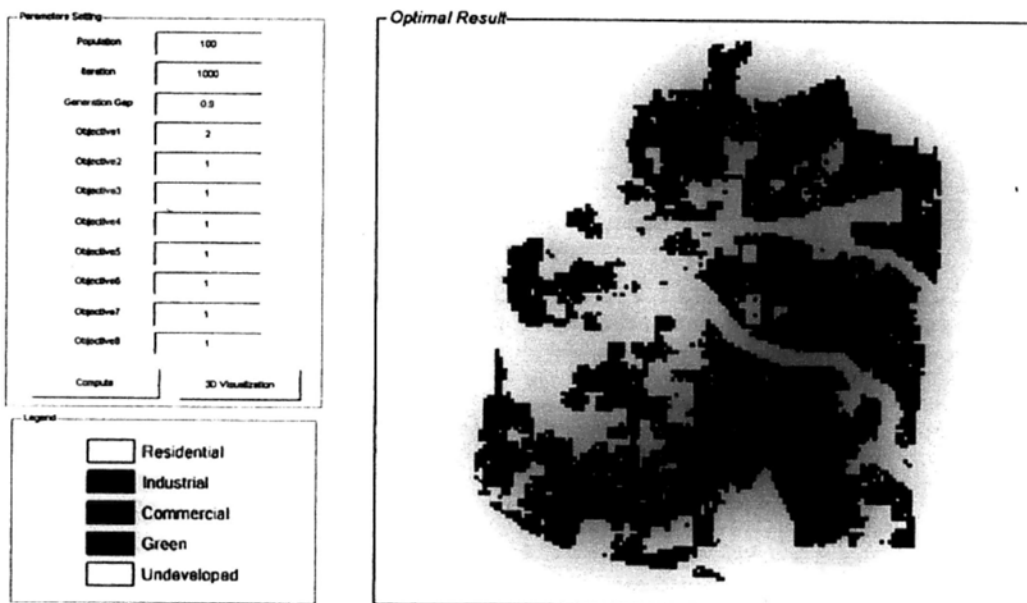 Parameters Setting
Population 100
Iteration 1000
Generation Gap 0.9
Objective1 2
Objective2 1
Objective3 1
Objective4 1
Objective5 1
Objective6 1
Objective7 1
Objective8 1
Compute 3D Visualization
Legend
Residential
Industrial
Commercial
Green
Undeveloped
Optimal Result